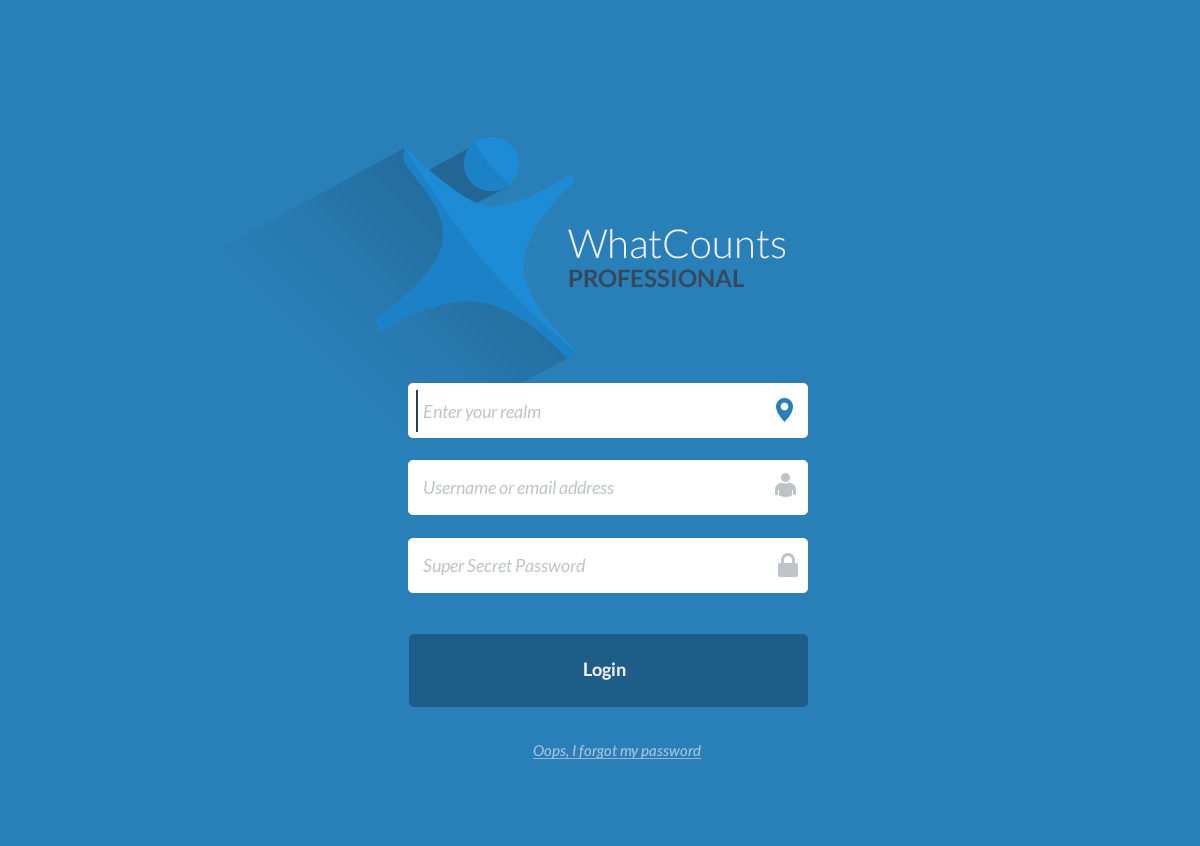 WhatCounts
PROFESSIONAL
Enter your realm
Username or email address
Super Secret Password
Login
Oops, I forgot my password